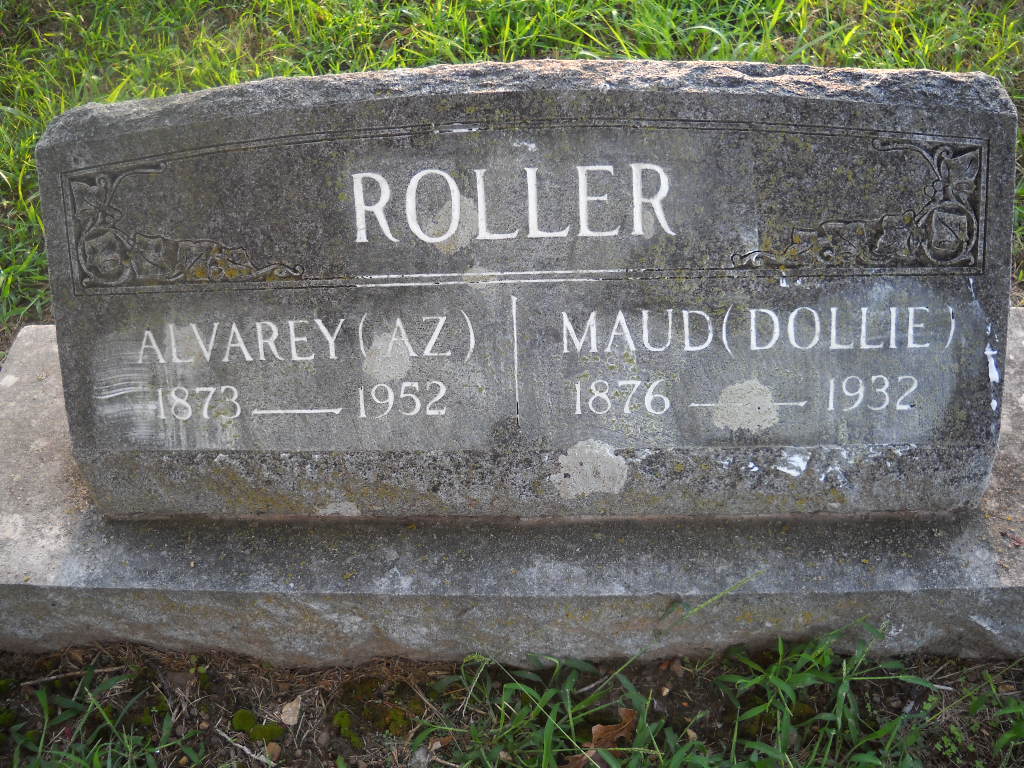 ROLLER
ALVAREY (AZ)
1873 — 1952
MAUD (DOLLIE)
1876 — 1932